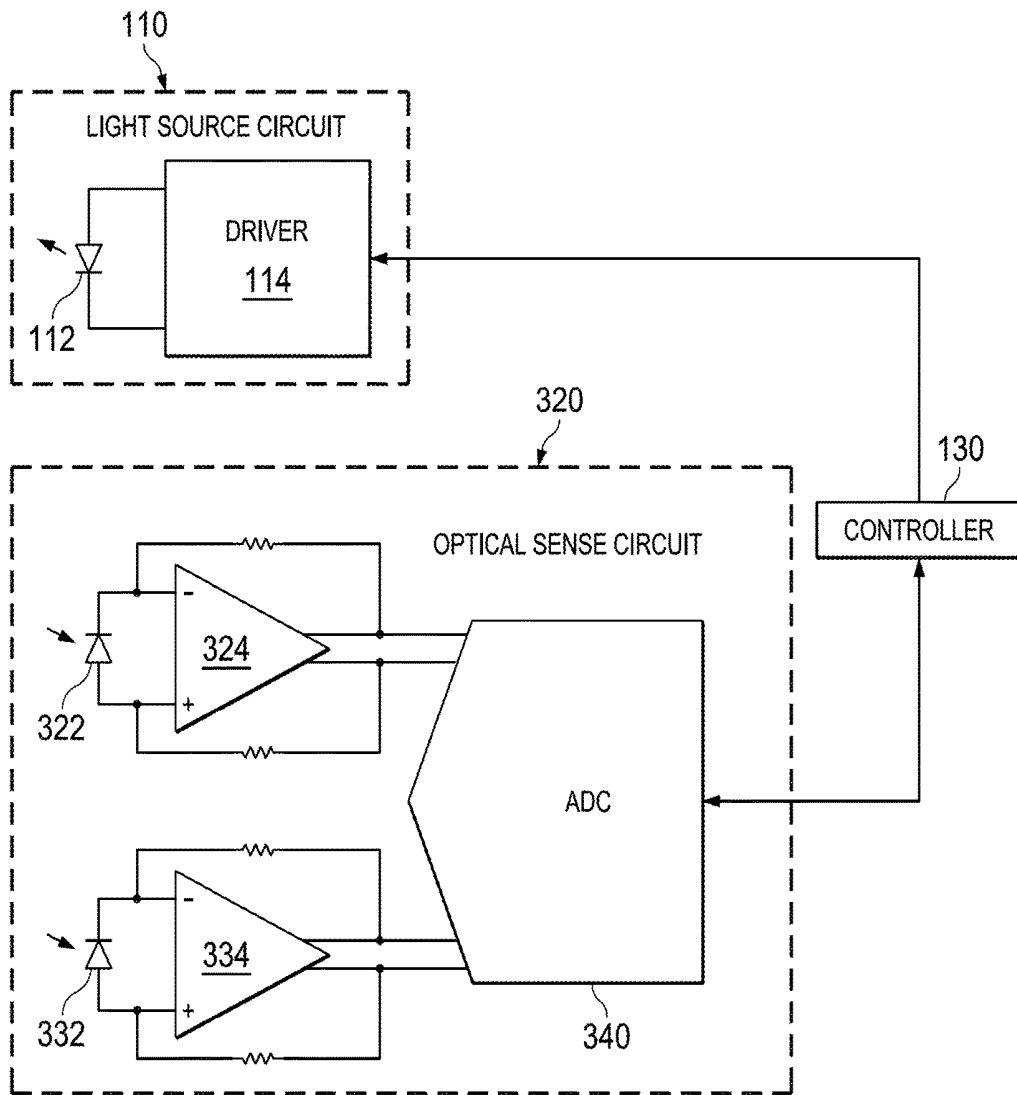 110
LIGHT SOURCE CIRCUIT
DRIVER
114
112
320
130
CONTROLLER
OPTICAL SENSE CIRCUIT
-
324
+
322
ADC
-
334
+
332
340